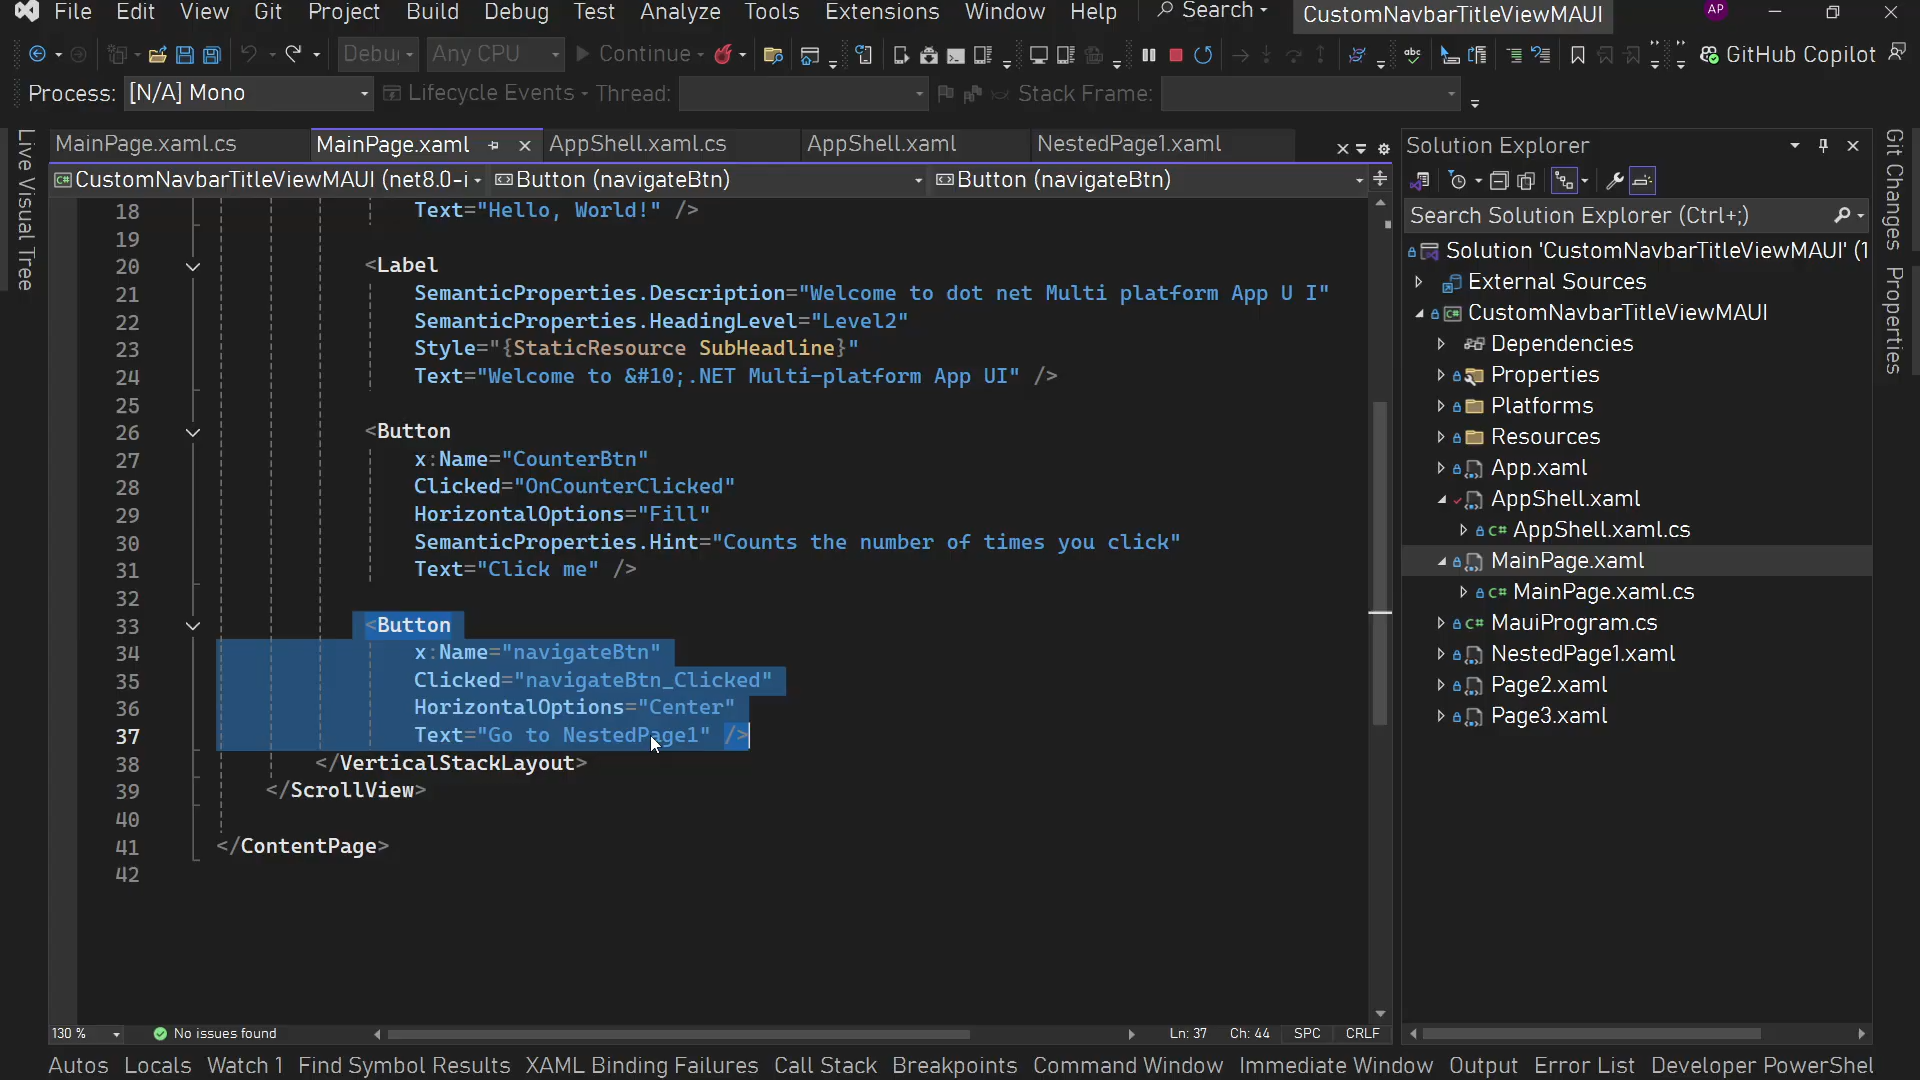 File Edit View Git Project Build Debug Test Analyze Tools Extensions Window Help Search CustomNavbarTitleViewMAUI AP
Debug Any CPU Continue abc GitHub Copilot
Process: [N/A] Mono Lifecycle Events Thread: Stack Frame:
MainPage.xaml.cs MainPage.xaml AppShell.xaml.cs AppShell.xaml NestedPage1.xaml
CustomNavbarTitleViewMAUI (net8.0-i Button (navigateBtn) Button (navigateBtn)
Live Visual Tree
18 Text="Hello, World!" />
19
20 <Label
21 SemanticProperties.Description="Welcome to dot net Multi platform App U I"
22 SemanticProperties.HeadingLevel="Level2"
23 Style="{StaticResource SubHeadline}"
24 Text="Welcome to &#10;.NET Multi-platform App UI" />
25
26 <Button
27 x:Name="CounterBtn"
28 Clicked="OnCounterClicked"
29 HorizontalOptions="Fill"
30 SemanticProperties.Hint="Counts the number of times you click"
31 Text="Click me" />
32
33 <Button
34 x:Name="navigateBtn"
35 Clicked="navigateBtn_Clicked"
36 HorizontalOptions="Center"
37 Text="Go to NestedPage1" />
38 </VerticalStackLayout>
39 </ScrollView>
40
41 </ContentPage>
42
130 % No issues found Ln: 37 Ch: 44 SPC CRLF
Solution Explorer
Search Solution Explorer (Ctrl+;)
Solution 'CustomNavbarTitleViewMAUI' (1
External Sources
CustomNavbarTitleViewMAUI
Dependencies
Properties
Platforms
Resources
App.xaml
AppShell.xaml
C# AppShell.xaml.cs
MainPage.xaml
C# MainPage.xaml.cs
C# MauiProgram.cs
NestedPage1.xaml
Page2.xaml
Page3.xaml
Git Changes
Properties
Autos Locals Watch 1 Find Symbol Results XAML Binding Failures Call Stack Breakpoints Command Window Immediate Window Output Error List Developer PowerShel